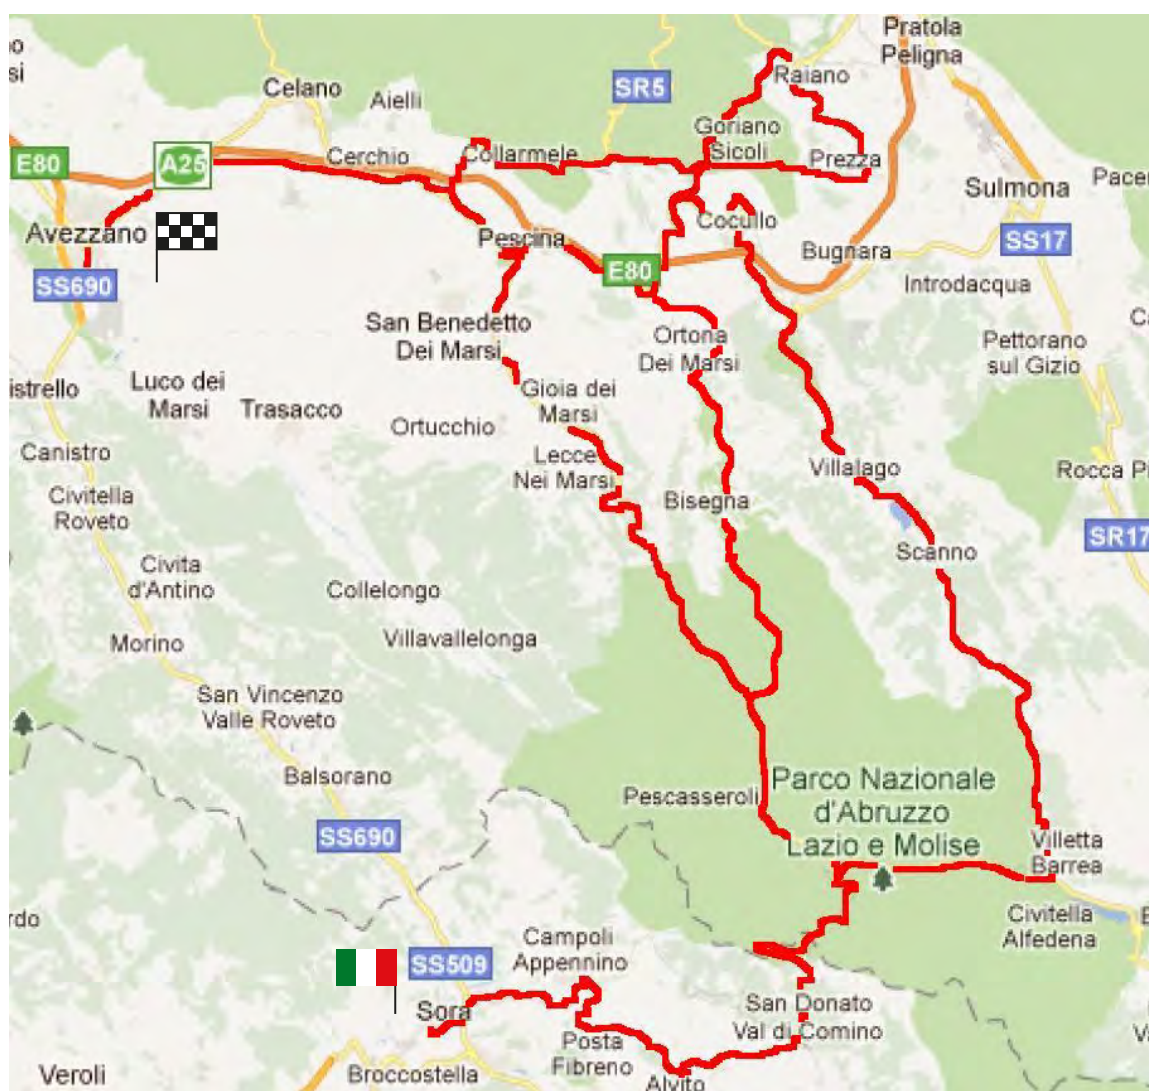 Pratola
Peligna
Raiano
SR5
Celano
Aielli
Goriano
Sicoli
E80
A25
Cerchio
Collarmele
Prezza
Sulmona
Pacen
Avezzano
Pescina
Cocullo
Bugnara
SS17
SS690
E80
Introdacqua
San Benedetto
Dei Marsi
Ortona
Dei Marsi
Pettorano
sul Gizio
istrello
Luco dei
Marsi
Trasacco
Gioia dei
Marsi
Ortucchio
Canistro
Lecce
Nei Marsi
Villalago
Rocca Pi
Civitella
Roveto
Bisegna
SR17
Scanno
Civita
d'Antino
Collelongo
Morino
Villavallelonga
San Vincenzo
Valle Roveto
Balsorano
Pescasseroli
Parco Nazionale
d'Abruzzo
Lazio e Molise
SS690
Villetta
Barrea
rdo
Civitella
Alfedena
Campoli
Appennino
SS509
Sora
San Donato
Val di Comino
Posta
Fibreno
Veroli
Broccostella
Alvito